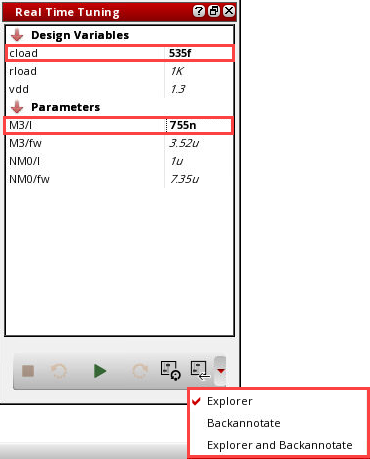 Real Time Tuning
Design Variables
cload 535f
rload 1K
vdd 1.3
Parameters
M3/l 755n
M3/fw 3.52u
NM0/l 1u
NM0/fw 7.35u
Explorer
Backannotate
Explorer and Backannotate